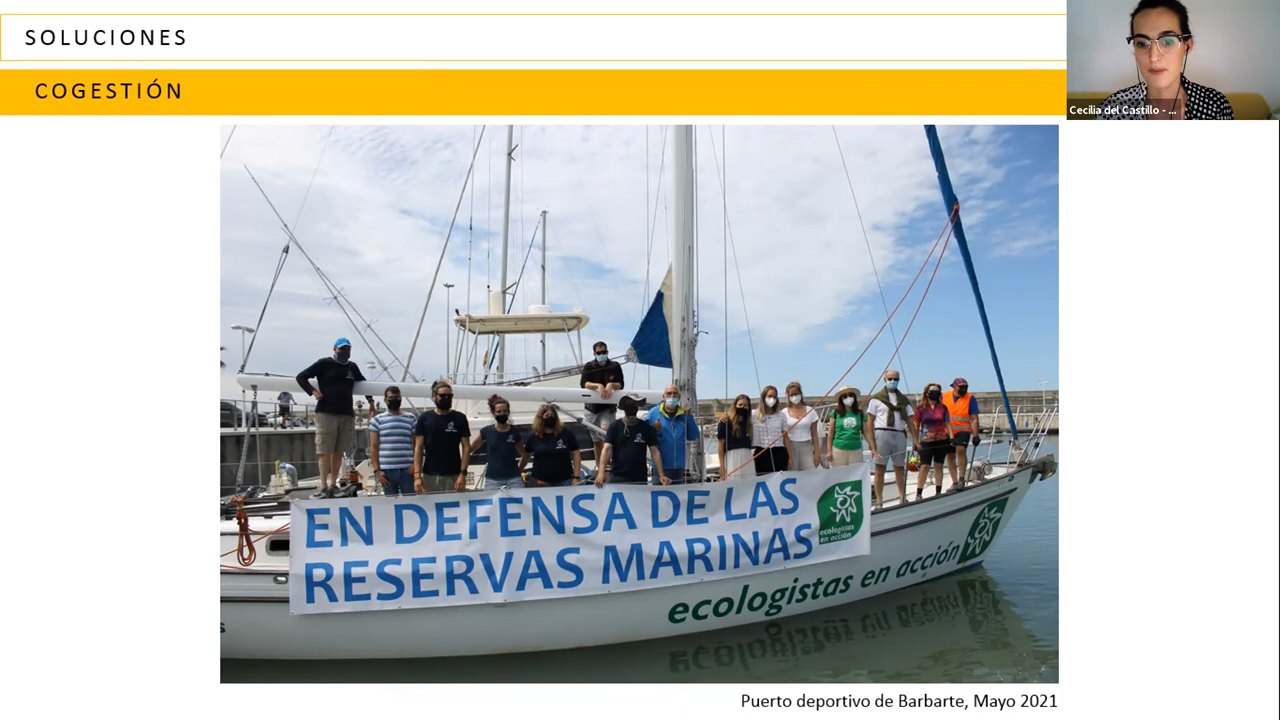 SOLUCIONES
COGESTIÓN
Cecilia del Castillo - ...
EN DEFENSA DE LAS
RESERVAS MARINAS
ecologistas
en acción
ecologistas en acción
Puerto deportivo de Barbarte, Mayo 2021